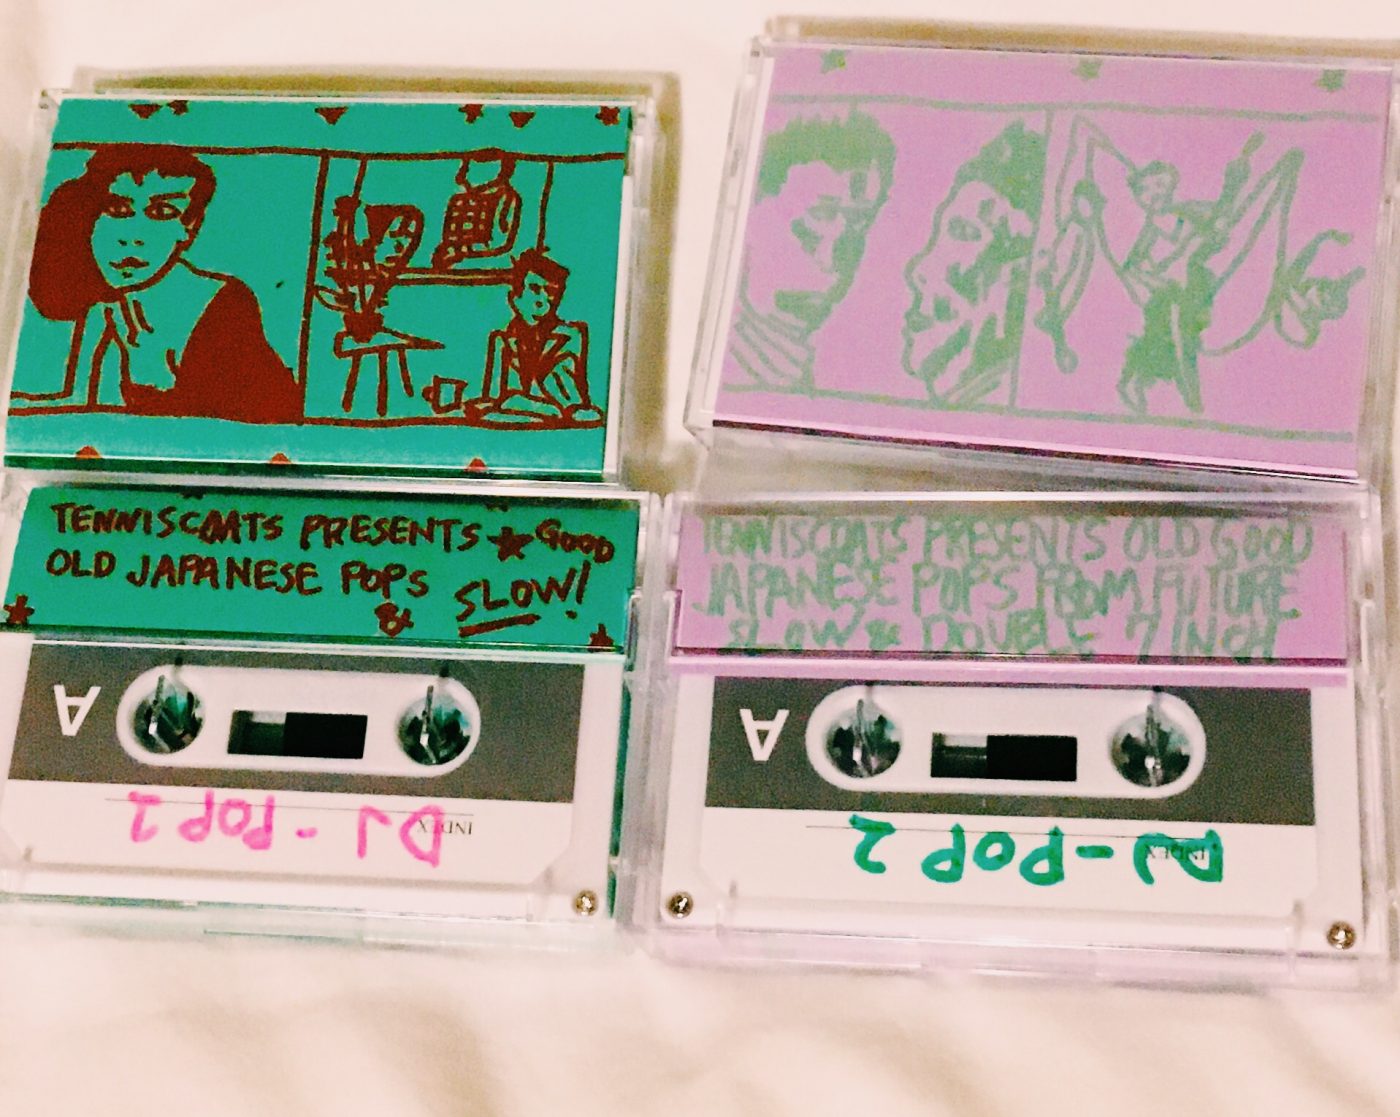 TENNISCOATS PRESENTS ★ GOOD
OLD JAPANESE POPS SLOW!
&
A
INDEX
DJ-POP 2
TENNISCOATS PRESENTS OLD GOOD
JAPANESE POPS FROM FUTURE
SLOW & DOUBLE 7 INCH
A
INDEX
DJ-POP 2